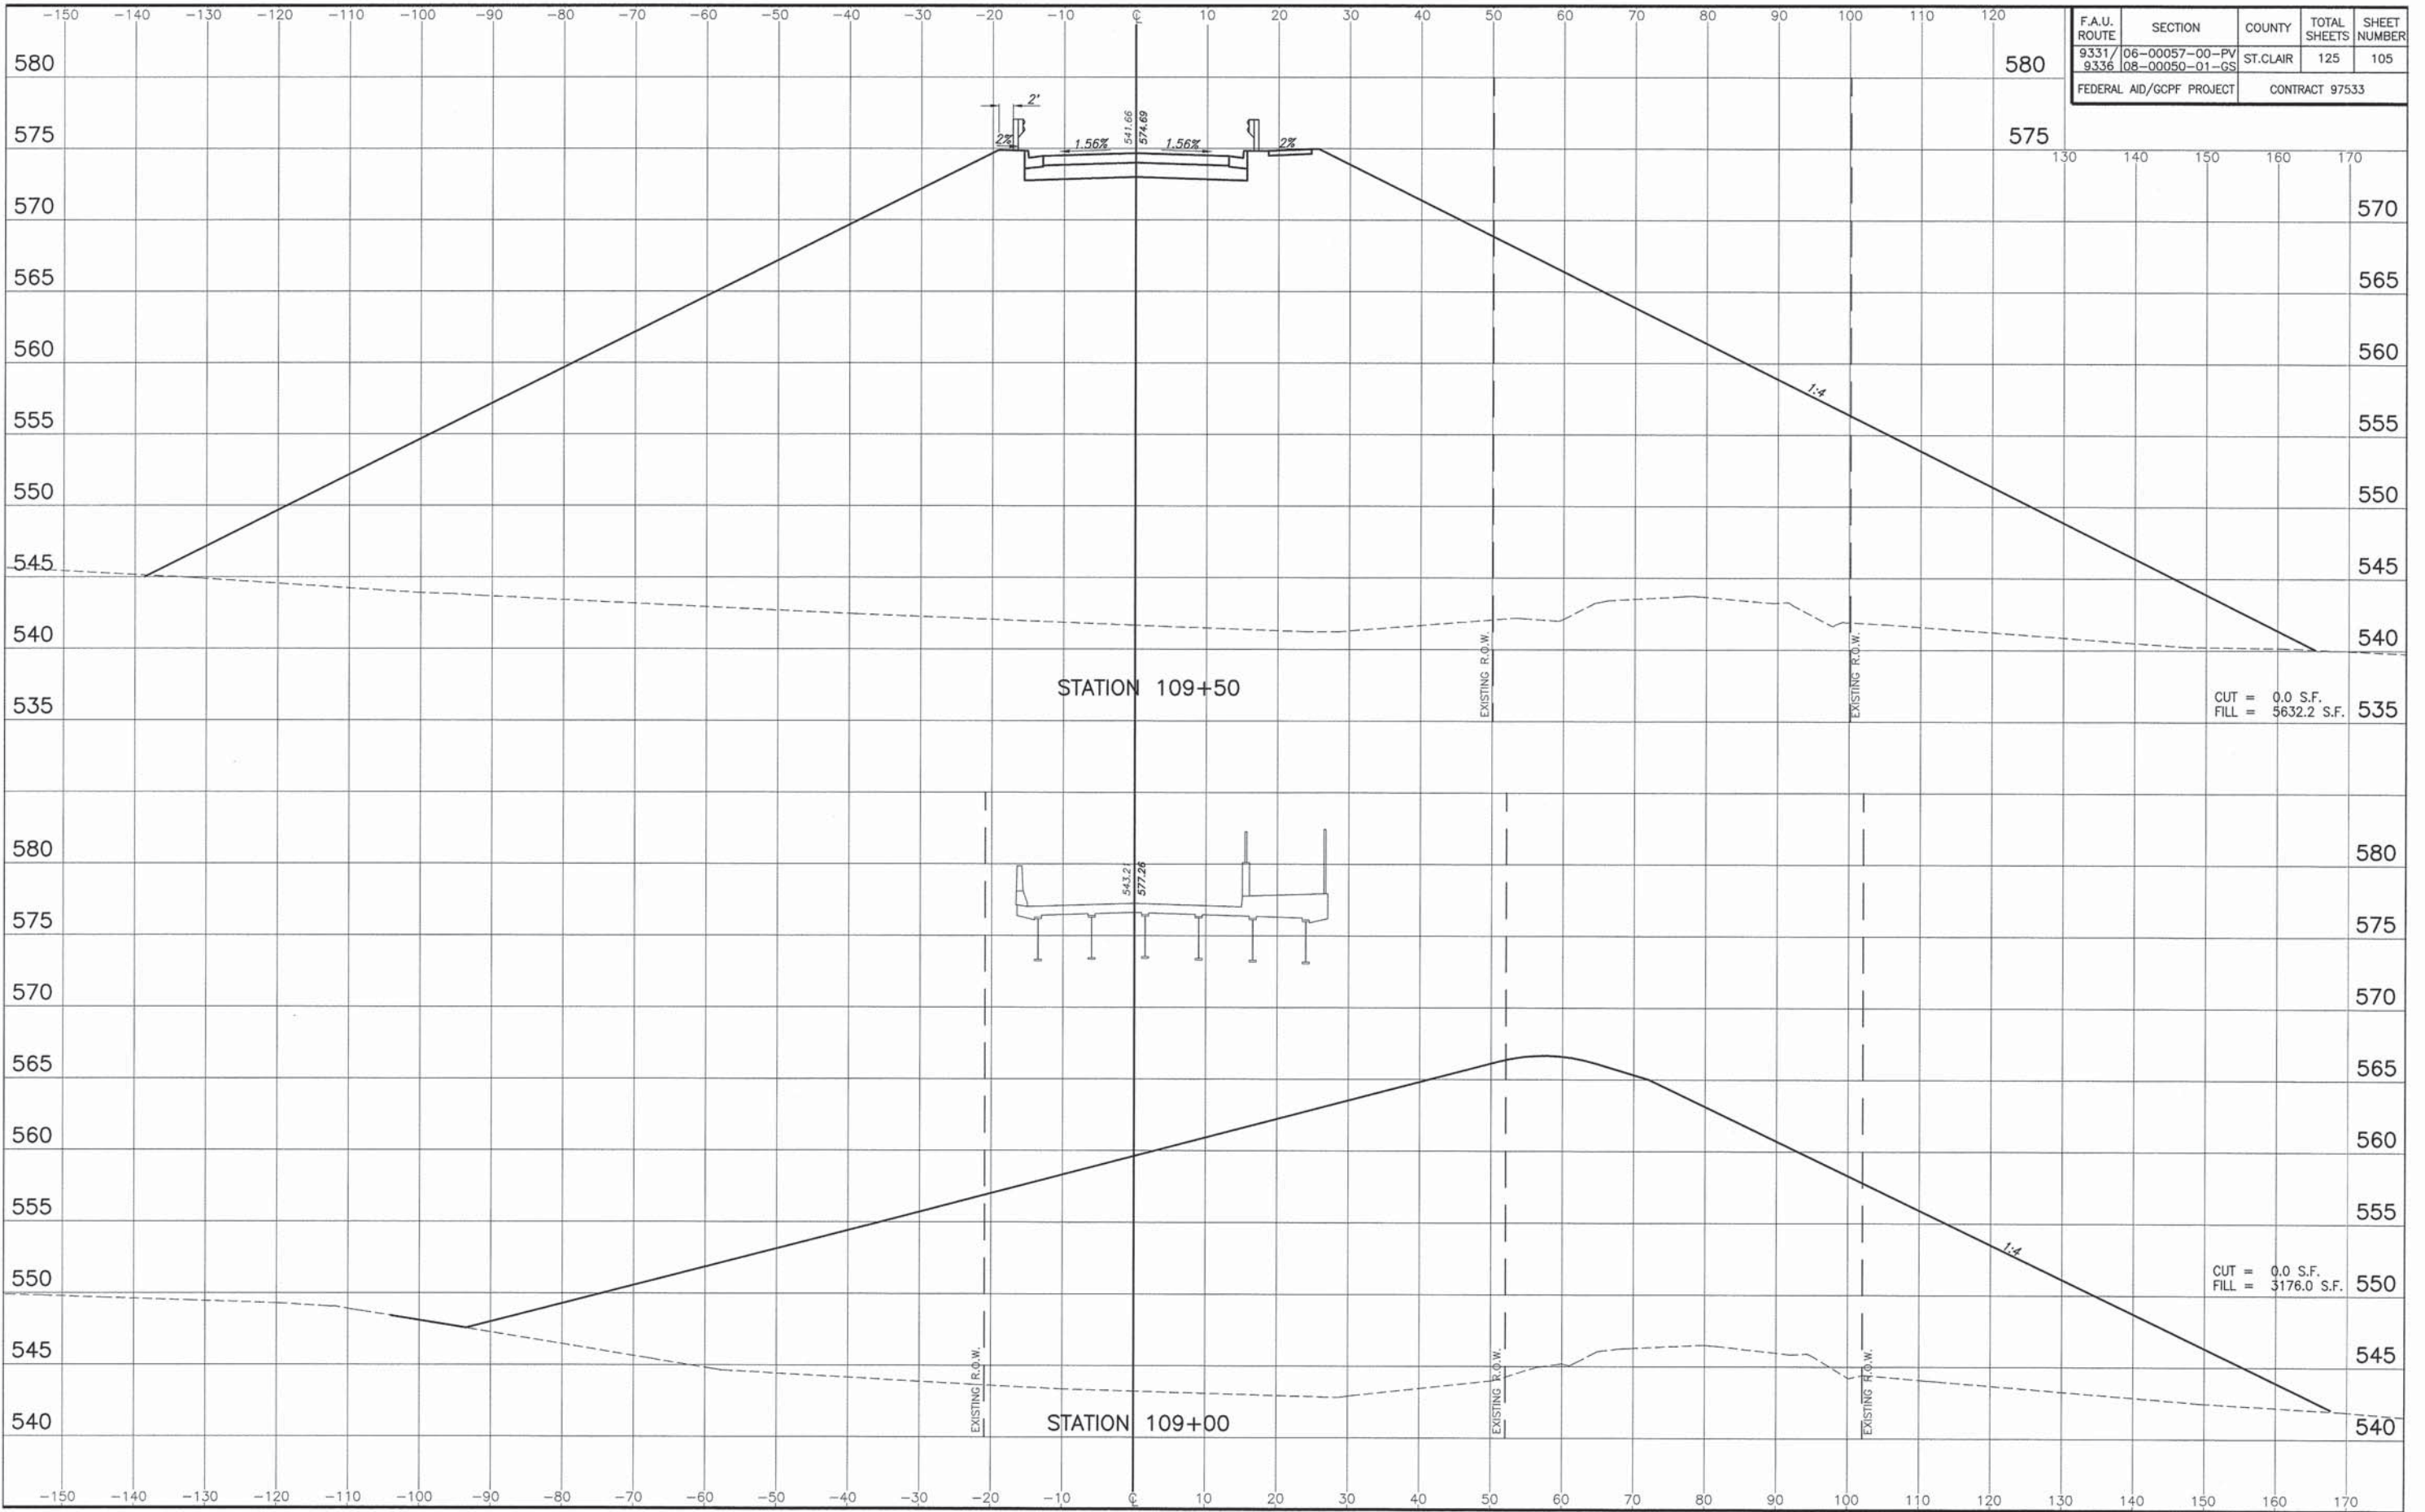 -150 -140 -130 -120 -110 -100 -90 -80 -70 -60 -50 -40 -30 -20 -10 ℄ 10 20 30 40 50 60 70 80 90 100 110 120
F.A.U. ROUTE SECTION COUNTY TOTAL SHEETS SHEET NUMBER
9331/ 9336 06-00057-00-PV 08-00050-01-GS ST.CLAIR 125 105
FEDERAL AID/GCPF PROJECT CONTRACT 97533
580 580
2'
575 2% 1.56% 541.66 574.69 1.56% 2% 575
130 140 150 160 170
570 570
565 565
560 560
1:4
555 555
550 550
545 545
540 540
EXISTING R.O.W. EXISTING R.O.W.
STATION 109+50
CUT = 0.0 S.F.
535 FILL = 5632.2 S.F. 535
580 580
543.21 577.26
575 575
570 570
565 565
560 560
555 555
1:4
CUT = 0.0 S.F.
550 FILL = 3176.0 S.F. 550
545 545
EXISTING R.O.W. EXISTING R.O.W. EXISTING R.O.W.
540 STATION 109+00 540
-150 -140 -130 -120 -110 -100 -90 -80 -70 -60 -50 -40 -30 -20 -10 ℄ 10 20 30 40 50 60 70 80 90 100 110 120 130 140 150 160 170